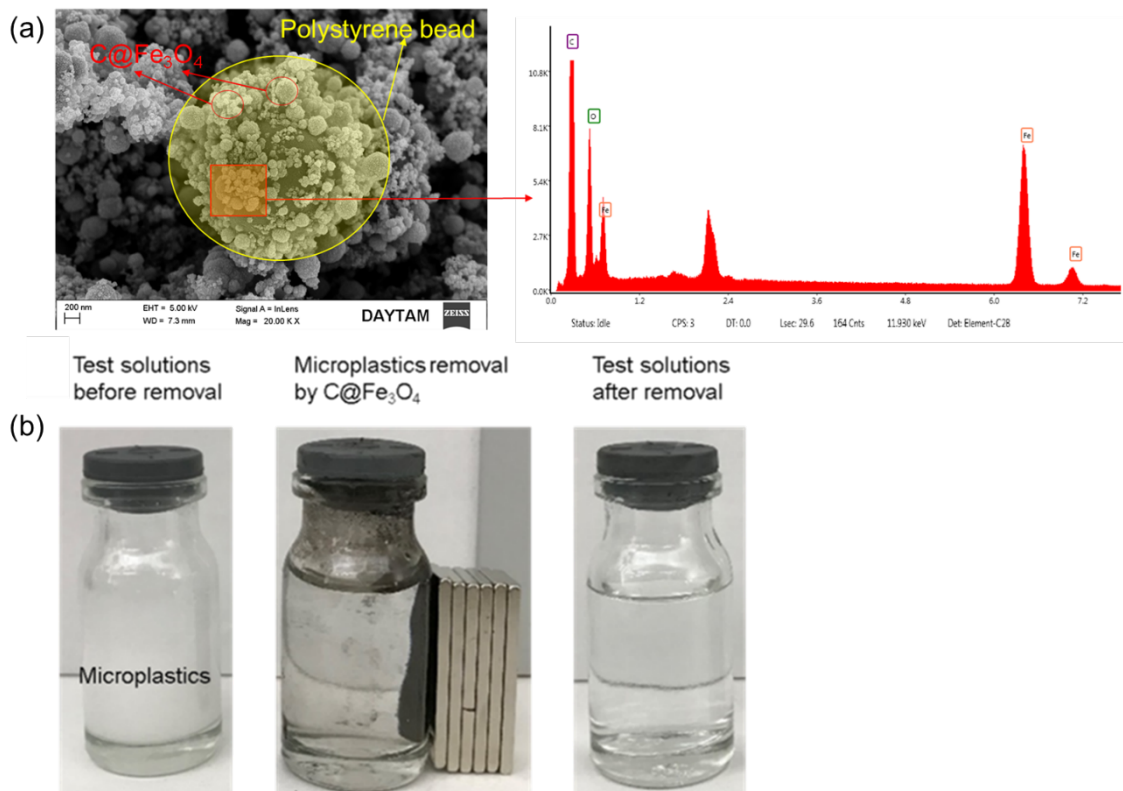 (a)
Polystyrene bead
C@Fe₃O₄
200 nm
EHT = 5.00 kV
WD = 7.3 mm
Signal A = InLens
Mag = 20.00 K X
DAYTAM
ZEISS
C
O
Fe
Fe
Fe
10.8K
8.1K
5.4K
2.7K
0.0K
0.0
1.2
2.4
3.6
4.8
6.0
7.2
Status: Idle
CPS: 3
DT: 0.0
Lsec: 29.6
164 Cnts
11.930 keV
Det: Element-C2B
Test solutions
before removal
Microplastics removal
by C@Fe₃O₄
Test solutions
after removal
(b)
Microplastics